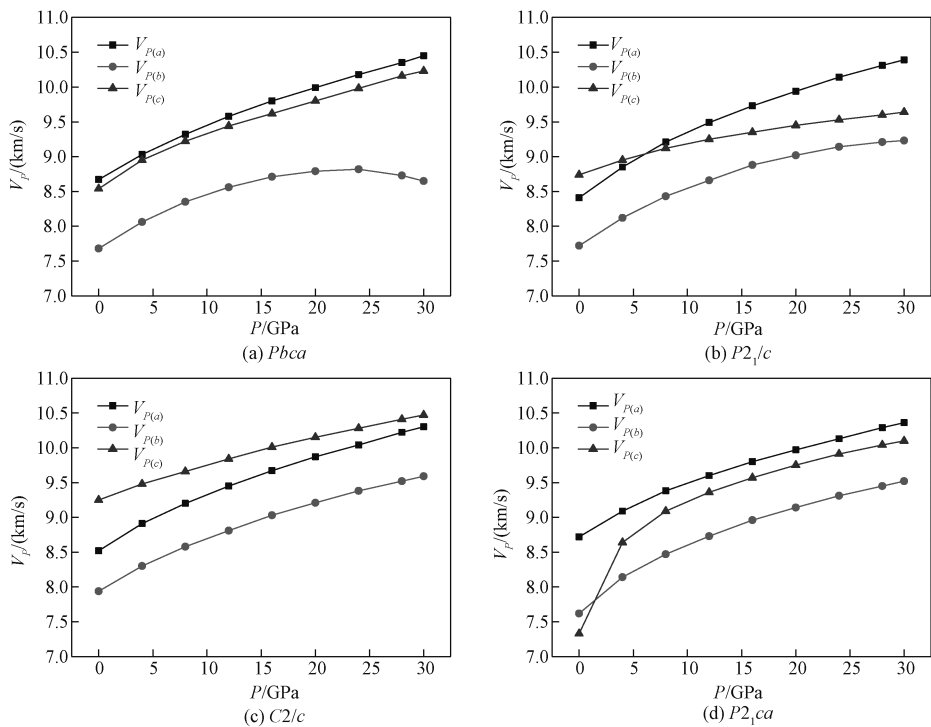 11.0
10.5
10.0
9.5
9.0
8.5
8.0
7.5
7.0
V_P/(km/s)
V_P(a)
V_P(b)
V_P(c)
0 5 10 15 20 25 30
P/GPa
(a) Pbca
11.0
10.5
10.0
9.5
9.0
8.5
8.0
7.5
7.0
V_P/(km/s)
V_P(a)
V_P(b)
V_P(c)
0 5 10 15 20 25 30
P/GPa
(b) P2₁/c
11.0
10.5
10.0
9.5
9.0
8.5
8.0
7.5
7.0
V_P/(km/s)
V_P(a)
V_P(b)
V_P(c)
0 5 10 15 20 25 30
P/GPa
(c) C2/c
11.0
10.5
10.0
9.5
9.0
8.5
8.0
7.5
7.0
V_P/(km/s)
V_P(a)
V_P(b)
V_P(c)
0 5 10 15 20 25 30
P/GPa
(d) P2₁ca